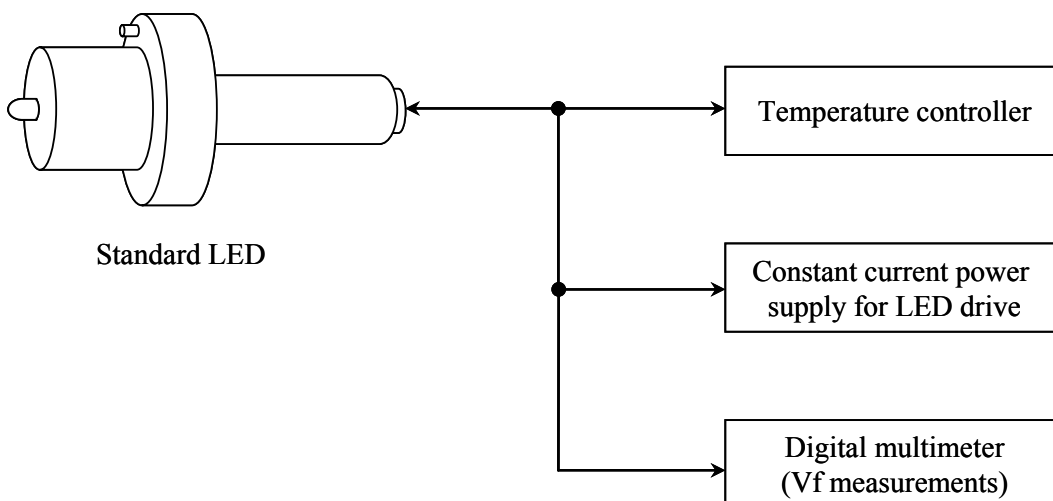 Temperature controller
Standard LED
Constant current power
supply for LED drive
Digital multimeter
(Vf measurements)